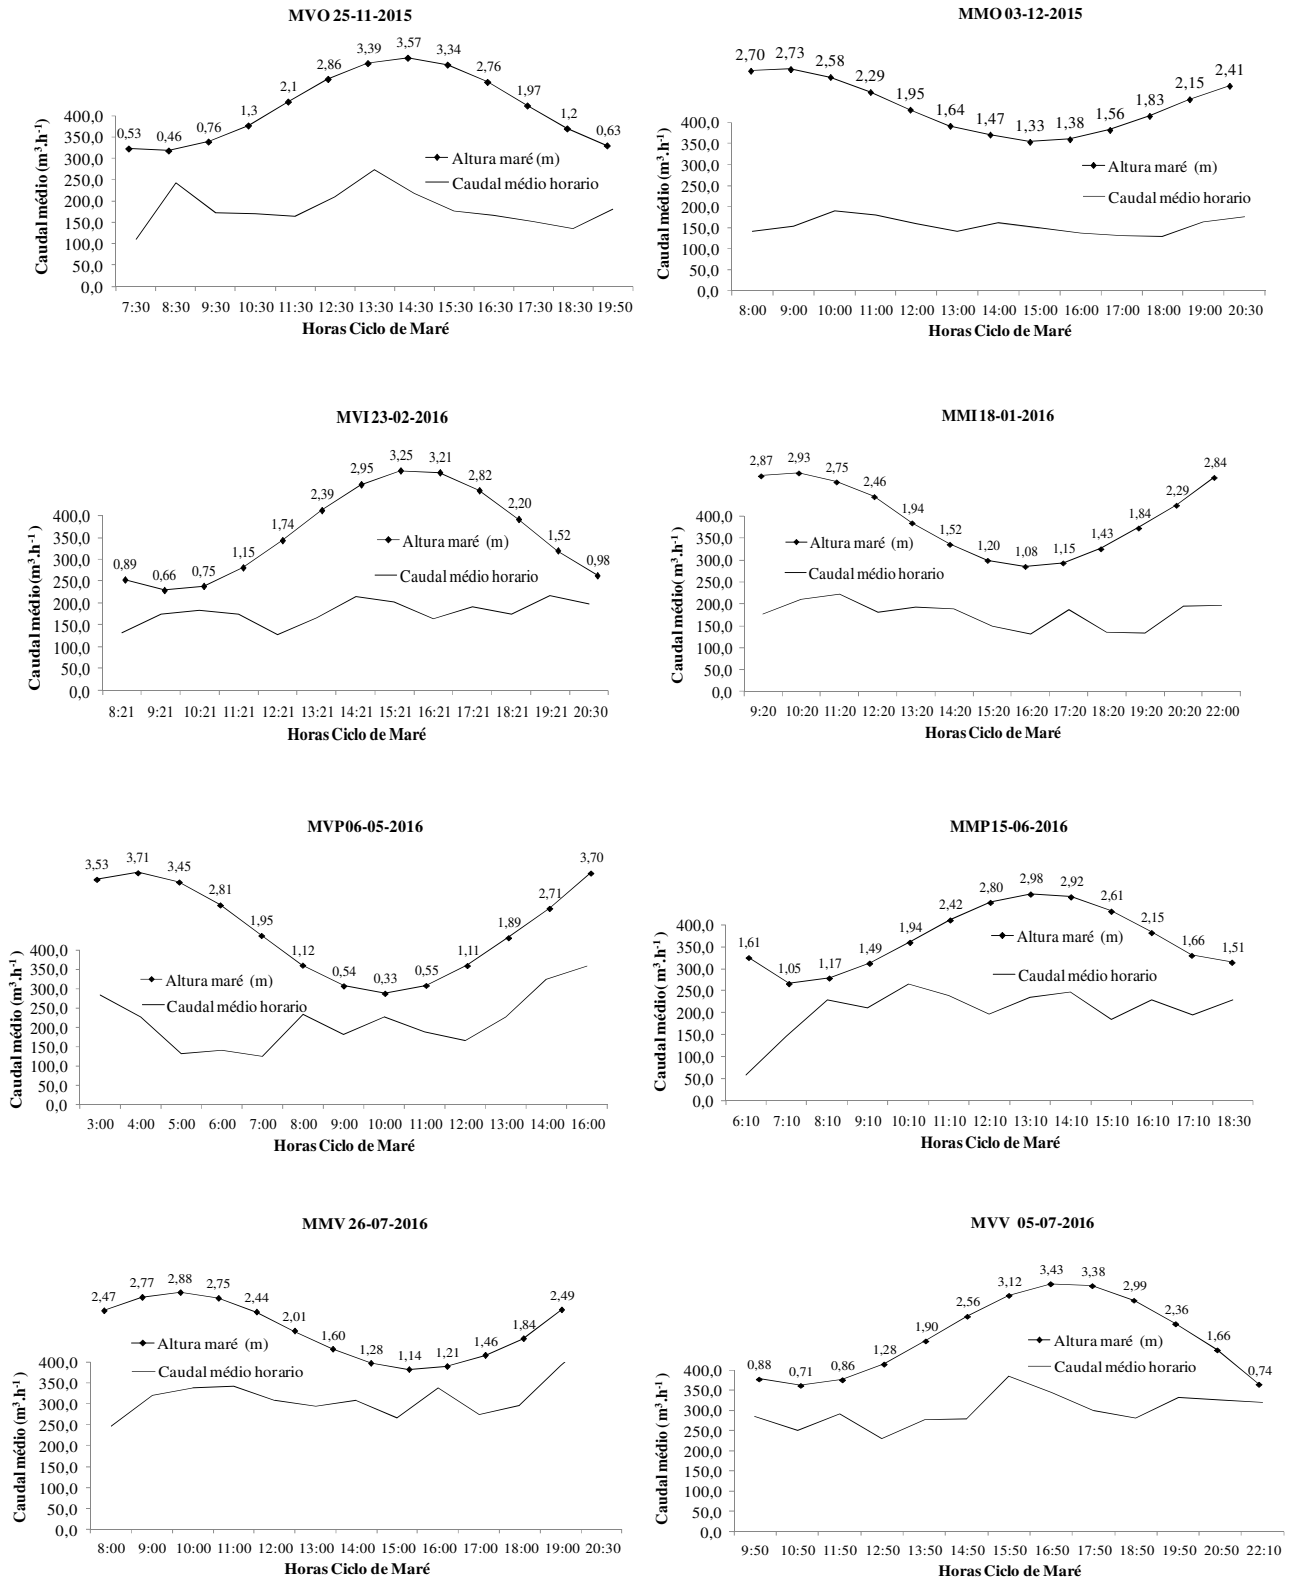 MVO 25-11-2015
3,57
3,39 3,34
2,86 2,76
2,1 1,97
1,3 1,2
0,53 0,46 0,76 0,63
Altura maré (m)
Caudal médio horario
Caudal médio (m³.h⁻¹)
400,0
350,0
300,0
250,0
200,0
150,0
100,0
50,0
0,0
7:30 8:30 9:30 10:30 11:30 12:30 13:30 14:30 15:30 16:30 17:30 18:30 19:50
Horas Ciclo de Maré
MMO 03-12-2015
2,70 2,73 2,58 2,29 1,95 1,64 1,47 1,33 1,38 1,56 1,83 2,15 2,41
Altura maré (m)
Caudal médio horario
Caudal médio (m³.h⁻¹)
400,0
350,0
300,0
250,0
200,0
150,0
100,0
50,0
0,0
8:00 9:00 10:00 11:00 12:00 13:00 14:00 15:00 16:00 17:00 18:00 19:00 20:30
Horas Ciclo de Maré
MVI 23-02-2016
0,89 0,66 0,75 1,15 1,74 2,39 2,95 3,25 3,21 2,82 2,20 1,52 0,98
Altura maré (m)
Caudal médio horario
Caudal médio (m³.h⁻¹)
400,0
350,0
300,0
250,0
200,0
150,0
100,0
50,0
0,0
8:21 9:21 10:21 11:21 12:21 13:21 14:21 15:21 16:21 17:21 18:21 19:21 20:30
Horas Ciclo de Maré
MMI 18-01-2016
2,87 2,93 2,75 2,46 1,94 1,52 1,20 1,08 1,15 1,43 1,84 2,29 2,84
Altura maré (m)
Caudal médio horario
Caudal médio( m³.h⁻¹)
400,0
350,0
300,0
250,0
200,0
150,0
100,0
50,0
0,0
9:20 10:20 11:20 12:20 13:20 14:20 15:20 16:20 17:20 18:20 19:20 20:20 22:00
Horas Ciclo de Maré
MVP 06-05-2016
3,53 3,71 3,45 2,81 1,95 1,12 0,54 0,33 0,55 1,11 1,89 2,71 3,70
Altura maré (m)
Caudal médio horario
Caudal médio (m³.h⁻¹)
400,0
350,0
300,0
250,0
200,0
150,0
100,0
50,0
0,0
3:00 4:00 5:00 6:00 7:00 8:00 9:00 10:00 11:00 12:00 13:00 14:00 16:00
Horas Ciclo de Maré
MMP 15-06-2016
1,61 1,05 1,17 1,49 1,94 2,42 2,80 2,98 2,92 2,61 2,15 1,66 1,51
Altura maré (m)
Caudal médio horario
Caudal médio( m³.h⁻¹)
400,0
350,0
300,0
250,0
200,0
150,0
100,0
50,0
0,0
6:10 7:10 8:10 9:10 10:10 11:10 12:10 13:10 14:10 15:10 16:10 17:10 18:30
Horas Ciclo de Maré
MMV 26-07-2016
2,47 2,77 2,88 2,75 2,44 2,01 1,60 1,28 1,14 1,21 1,46 1,84 2,49
Altura maré (m)
Caudal médio horario
Caudal médio (m³.h⁻¹)
400,0
350,0
300,0
250,0
200,0
150,0
100,0
50,0
0,0
8:00 9:00 10:00 11:00 12:00 13:00 14:00 15:00 16:00 17:00 18:00 19:00 20:30
Horas Ciclo de Maré
MVV 05-07-2016
0,88 0,71 0,86 1,28 1,90 2,56 3,12 3,43 3,38 2,99 2,36 1,66 0,74
Altura maré (m)
Caudal médio horario
Caudal médio ( m³.h⁻¹)
400,0
350,0
300,0
250,0
200,0
150,0
100,0
50,0
0,0
9:50 10:50 11:50 12:50 13:50 14:50 15:50 16:50 17:50 18:50 19:50 20:50 22:10
Horas Ciclo de Maré